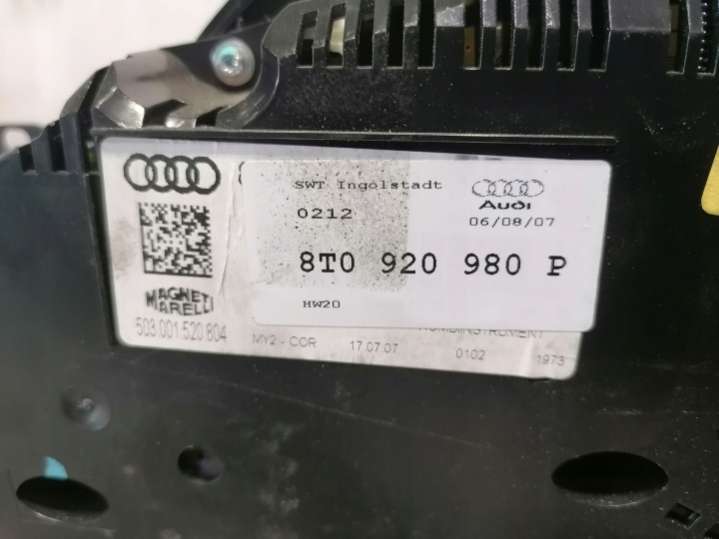 SWT Ingolstadt
Audi
0212
06/08/07
8T0 920 980 P
HW20
MAGNETI
MARELLI
503.001.520.804
KOMBIINSTRUMENT
MY2 - COR 17.07.07 0102 1973